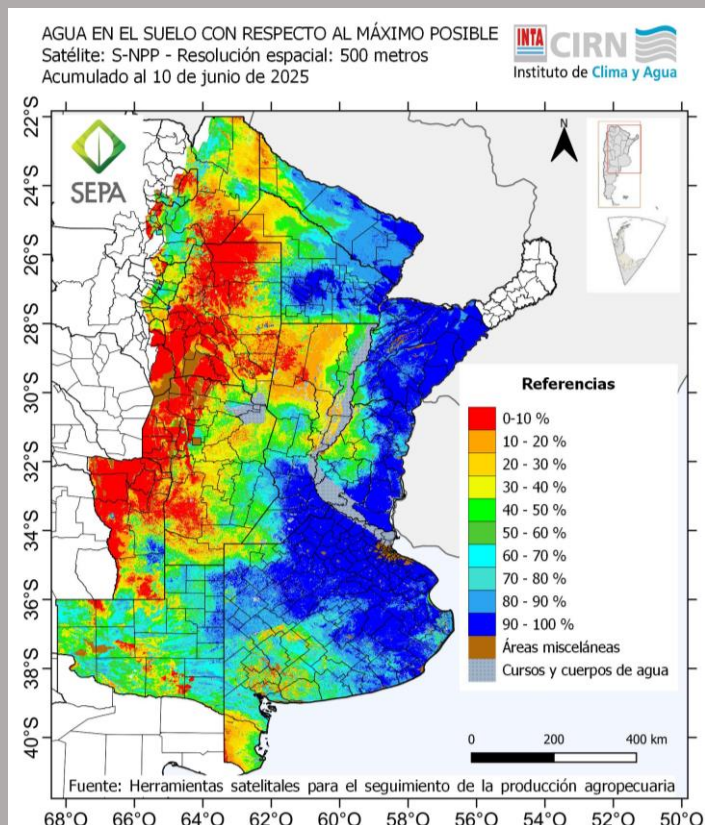 AGUA EN EL SUELO CON RESPECTO AL MÁXIMO POSIBLE
Satélite: S-NPP - Resolución espacial: 500 metros
Acumulado al 10 de junio de 2025
INTA
CIRN
Instituto de Clima y Agua
SEPA
N
22°S
24°S
26°S
28°S
30°S
32°S
34°S
36°S
38°S
40°S
Referencias
0-10 %
10 - 20 %
20 - 30 %
30 - 40 %
40 - 50 %
50 - 60 %
60 - 70 %
70 - 80 %
80 - 90 %
90 - 100 %
Áreas misceláneas
Cursos y cuerpos de agua
0 200 400 km
Fuente: Herramientas satelitales para el seguimiento de la producción agropecuaria
68°O 66°O 64°O 62°O 60°O 58°O 56°O 54°O 52°O 50°O